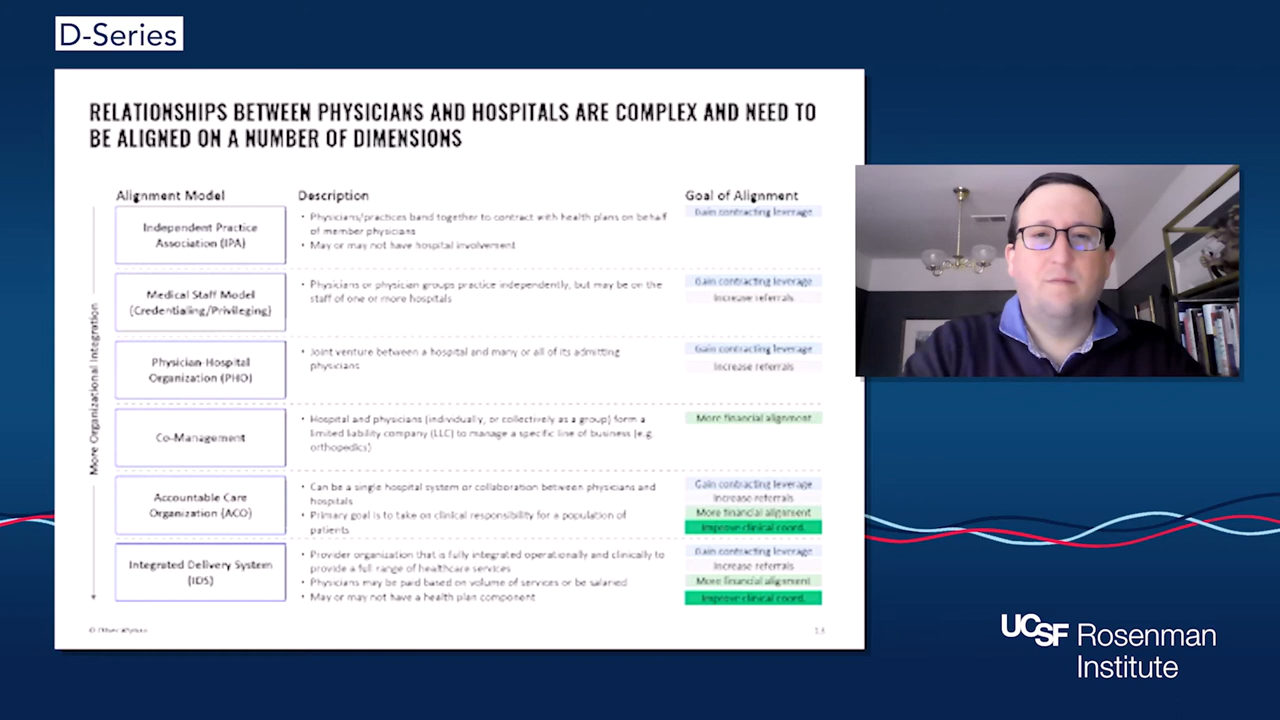 D-Series
RELATIONSHIPS BETWEEN PHYSICIANS AND HOSPITALS ARE COMPLEX AND NEED TO
BE ALIGNED ON A NUMBER OF DIMENSIONS
Alignment Model
Description
Goal of Alignment
More Organizational Integration
Independent Practice
Association (IPA)
• Physicians/practices band together to contract with health plans on behalf
of member physicians
• May or may not have hospital involvement
Gain contracting leverage
Medical Staff Model
(Credentialing/Privileging)
• Physicians or physician groups practice independently, but may be on the
staff of one or more hospitals
Gain contracting leverage
Increase referrals
Physician-Hospital
Organization (PHO)
• Joint venture between a hospital and many or all of its admitting
physicians
Gain contracting leverage
Increase referrals
Co-Management
• Hospital and physicians (individually, or collectively as a group) form a
limited liability company (LLC) to manage a specific line of business (e.g.
orthopedics)
More financial alignment
Accountable Care
Organization (ACO)
• Can be a single hospital system or collaboration between physicians and
hospitals
• Primary goal is to take on clinical responsibility for a population of
patients
Gain contracting leverage
Increase referrals
More financial alignment
Improve clinical coord.
Integrated Delivery System
(IDS)
• Provider organization that is fully integrated operationally and clinically to
provide a full range of healthcare services
• Physicians may be paid based on volume of services or be salaried
• May or may not have a health plan component
Gain contracting leverage
Increase referrals
More financial alignment
Improve clinical coord.
© Oliver Wyman
UCSF Rosenman
Institute